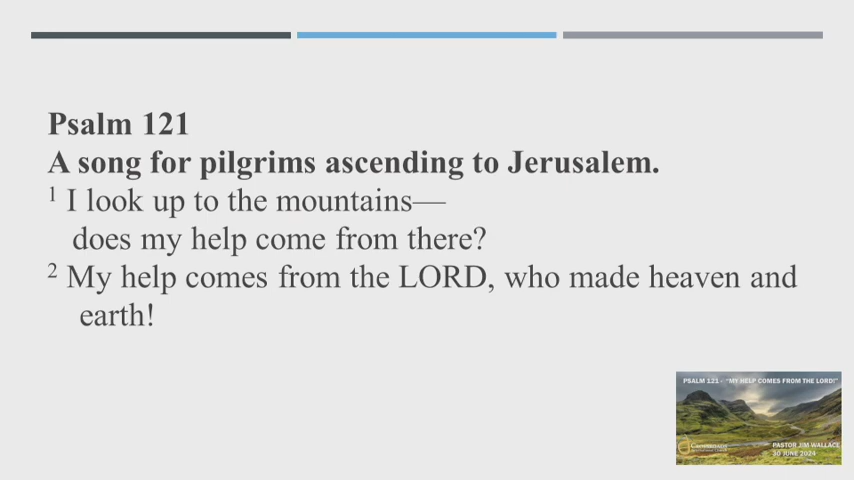 Psalm 121
A song for pilgrims ascending to Jerusalem.
1 I look up to the mountains—
does my help come from there?
2 My help comes from the LORD, who made heaven and
earth!
PSALM 121 - "MY HELP COMES FROM THE LORD!"
PASTOR JIM WALLACE
30 JUNE 2024